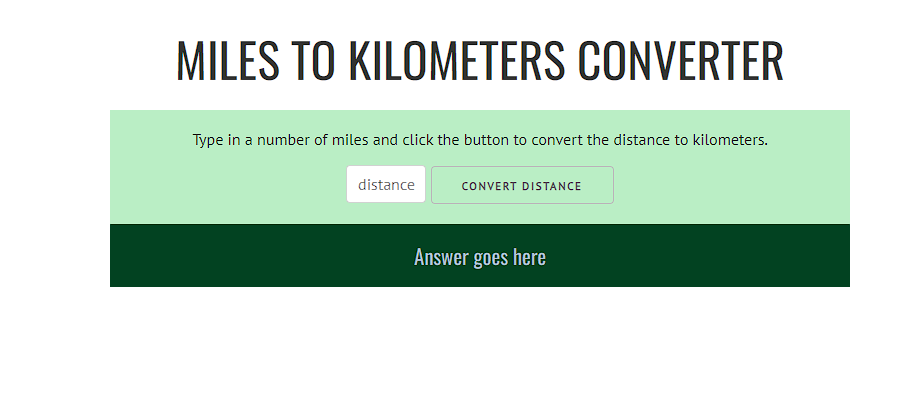 MILES TO KILOMETERS CONVERTER
Type in a number of miles and click the button to convert the distance to kilometers.
distance CONVERT DISTANCE
Answer goes here